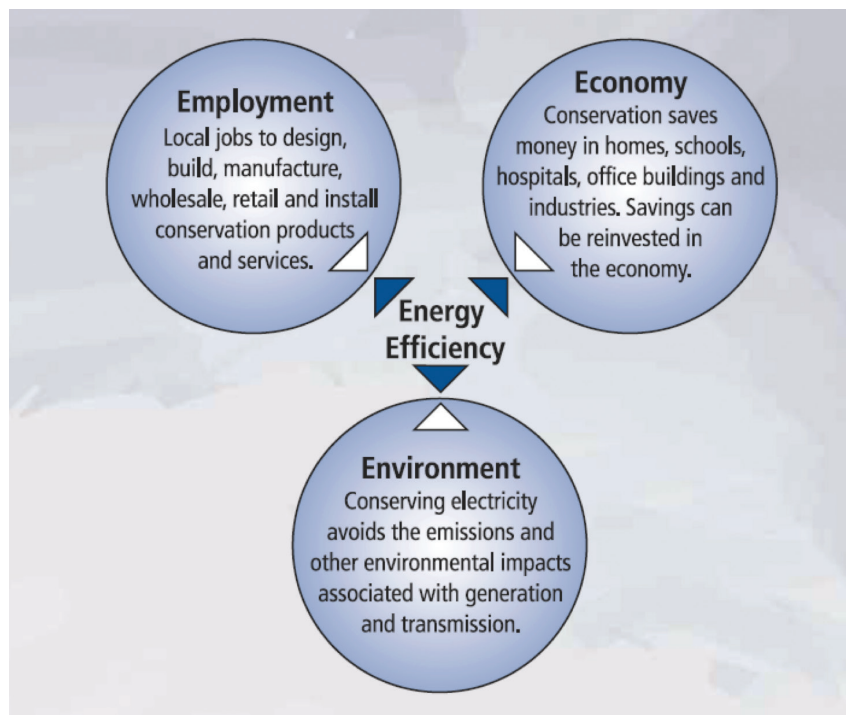 Employment
Local jobs to design,
build, manufacture,
wholesale, retail and install
conservation products
and services.
Economy
Conservation saves
money in homes, schools,
hospitals, office buildings and
industries. Savings can
be reinvested in
the economy.
Energy
Efficiency
Environment
Conserving electricity
avoids the emissions and
other environmental impacts
associated with generation
and transmission.